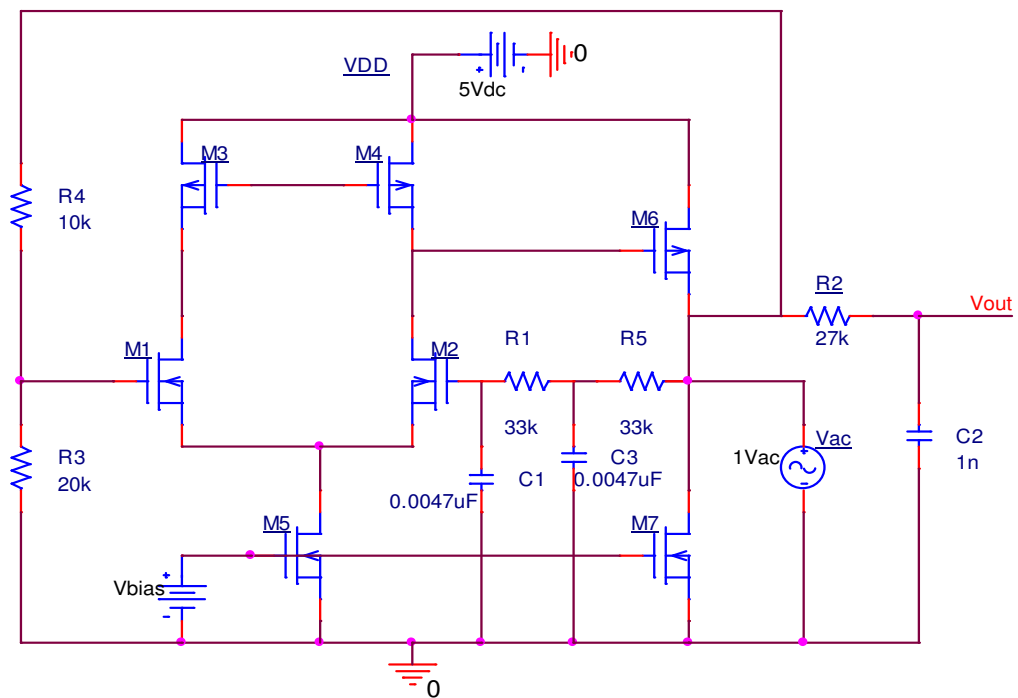 VDD
0
5Vdc
M3
M4
R4
10k
M6
R2
Vout
27k
M1
M2
R1
R5
33k
33k
Vac
1Vac
C2
1n
R3
20k
C1
C3
0.0047uF
0.0047uF
M5
M7
Vbias
0